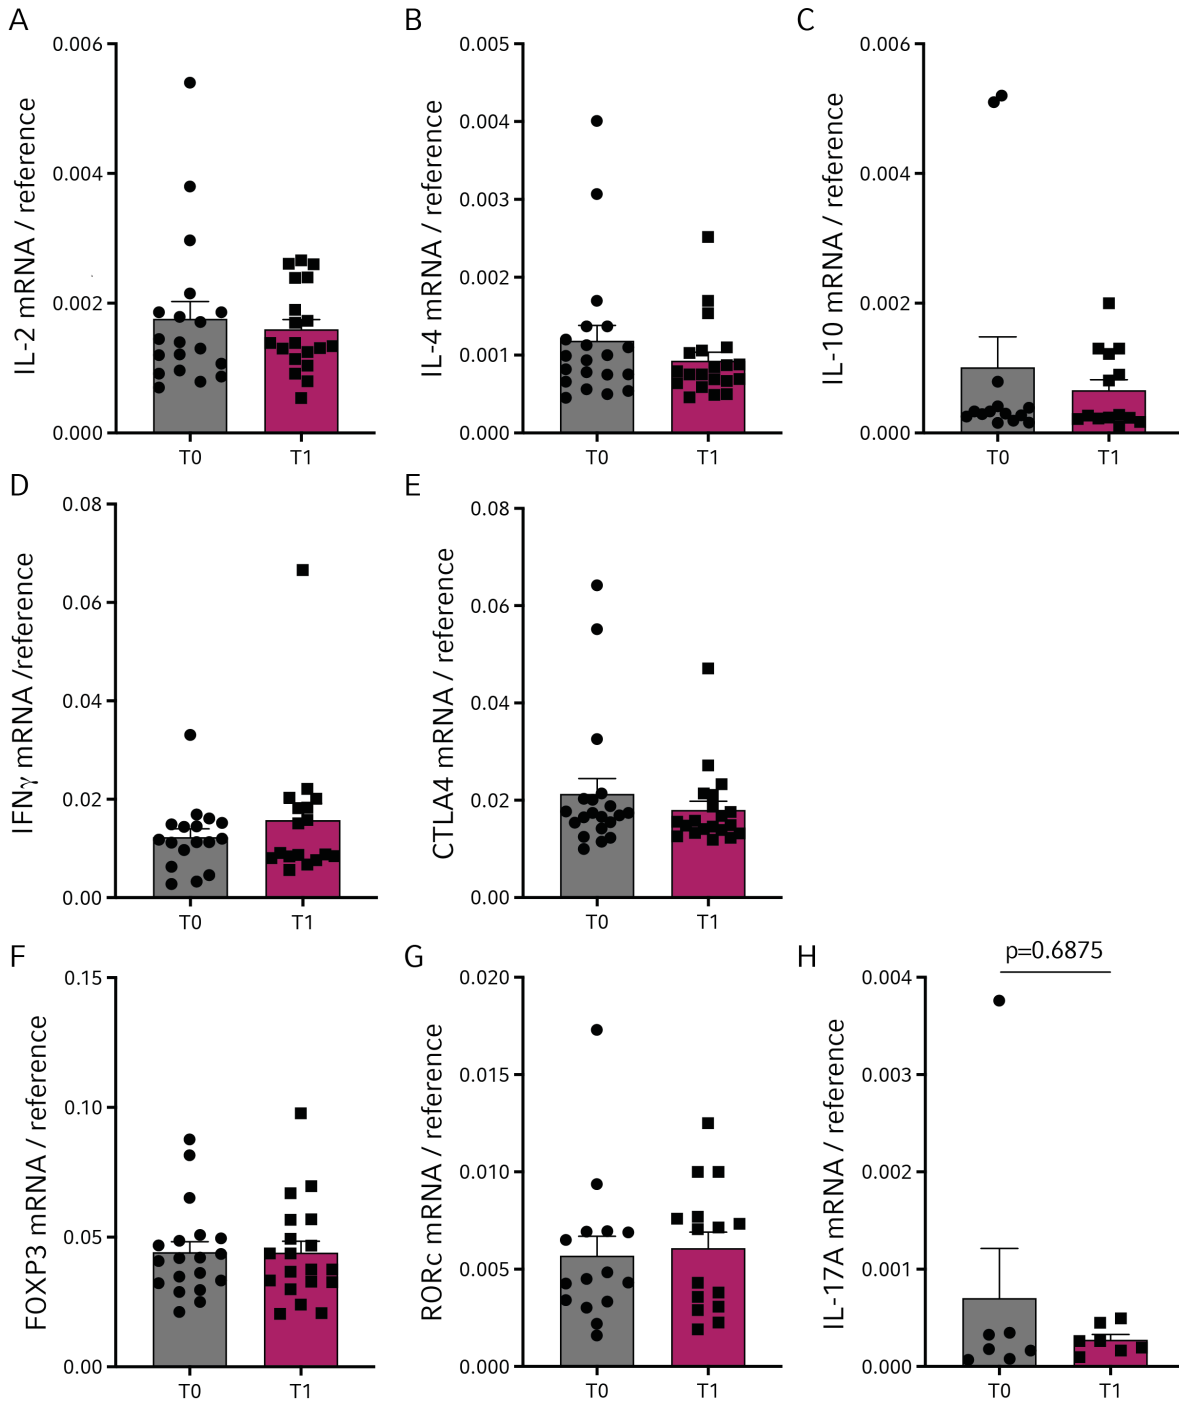 A
IL-2 mRNA / reference
0.006
0.004
0.002
0.000
T0 T1
B
IL-4 mRNA / reference
0.005
0.004
0.003
0.002
0.001
0.000
T0 T1
C
IL-10 mRNA / reference
0.006
0.004
0.002
0.000
T0 T1
D
IFNγ mRNA /reference
0.08
0.06
0.04
0.02
0.00
T0 T1
E
CTLA4 mRNA / reference
0.08
0.06
0.04
0.02
0.00
T0 T1
F
FOXP3 mRNA / reference
0.15
0.10
0.05
0.00
T0 T1
G
RORc mRNA / reference
0.020
0.015
0.010
0.005
0.000
T0 T1
H
p=0.6875
IL-17A mRNA / reference
0.004
0.003
0.002
0.001
0.000
T0 T1